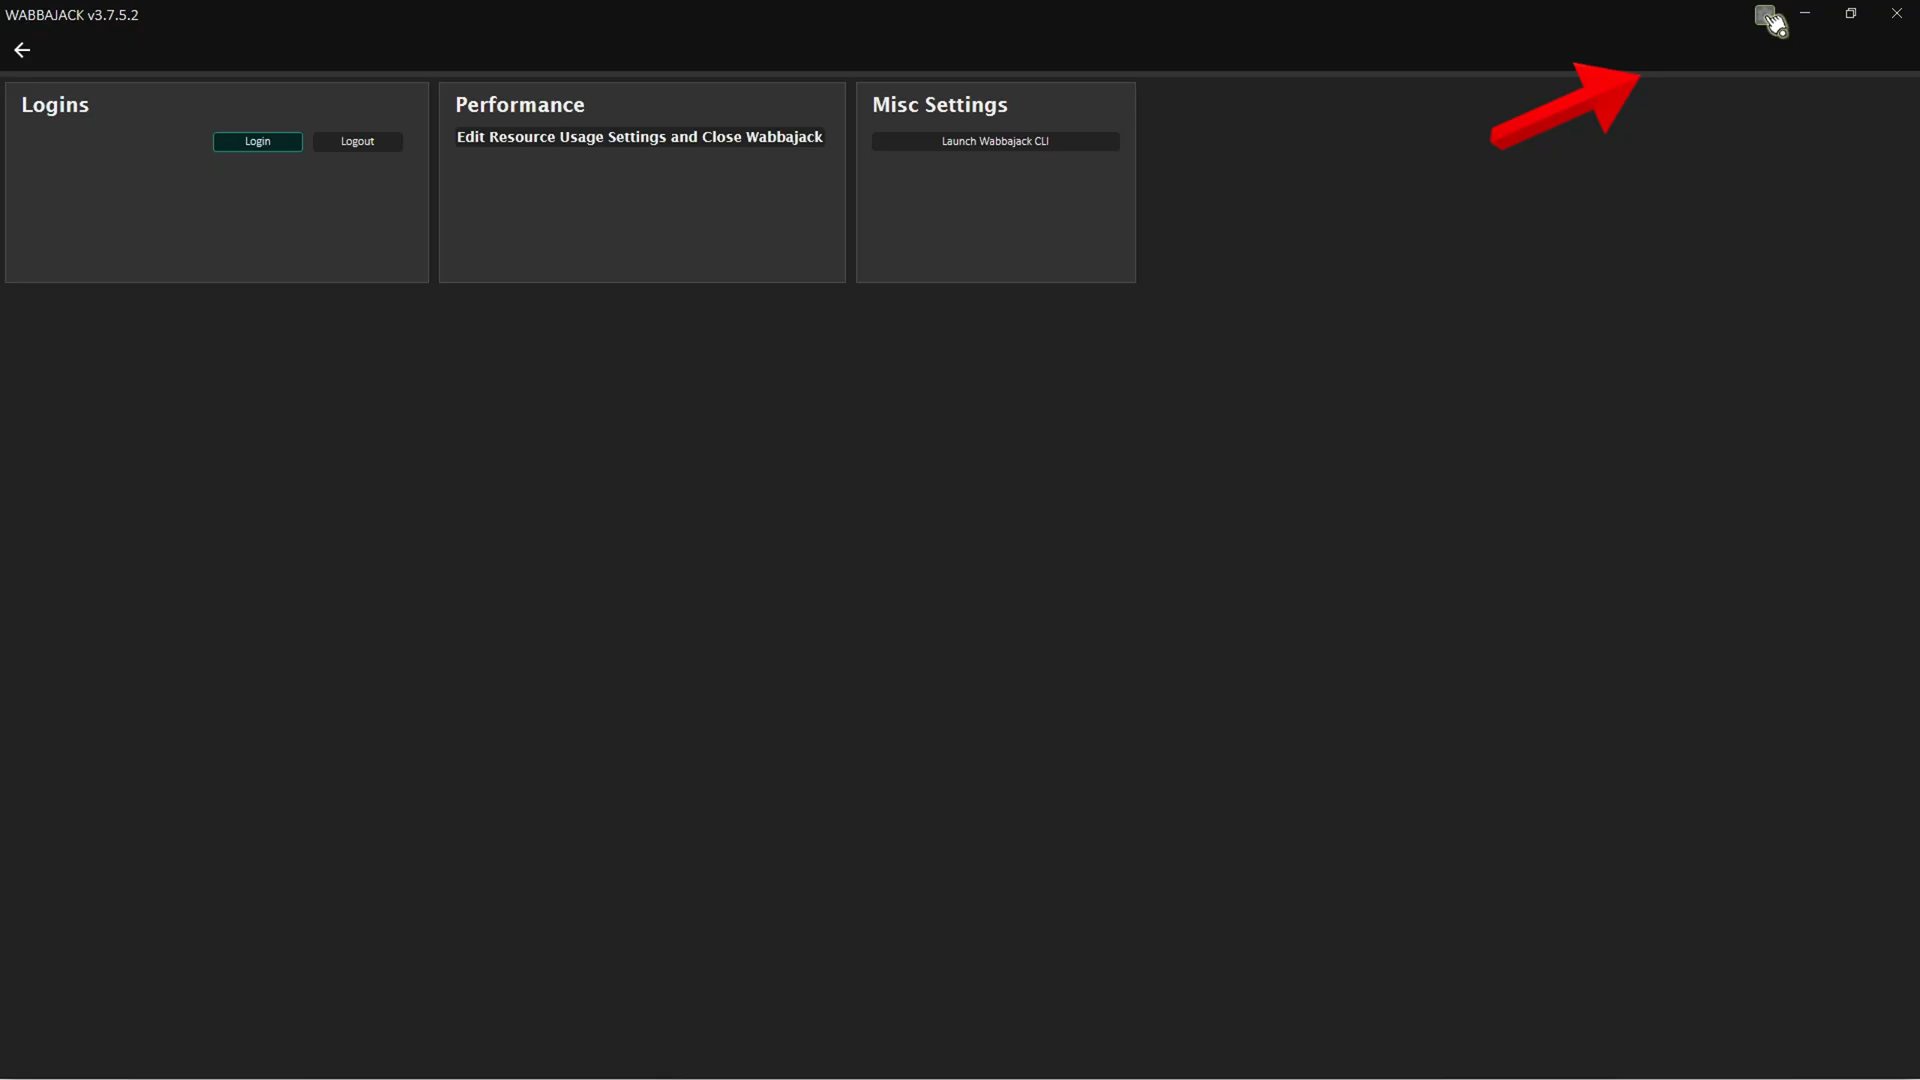 WABBAJACK v3.7.5.2
Logins
Login
Logout
Performance
Edit Resource Usage Settings and Close Wabbajack
Misc Settings
Launch Wabbajack CLI